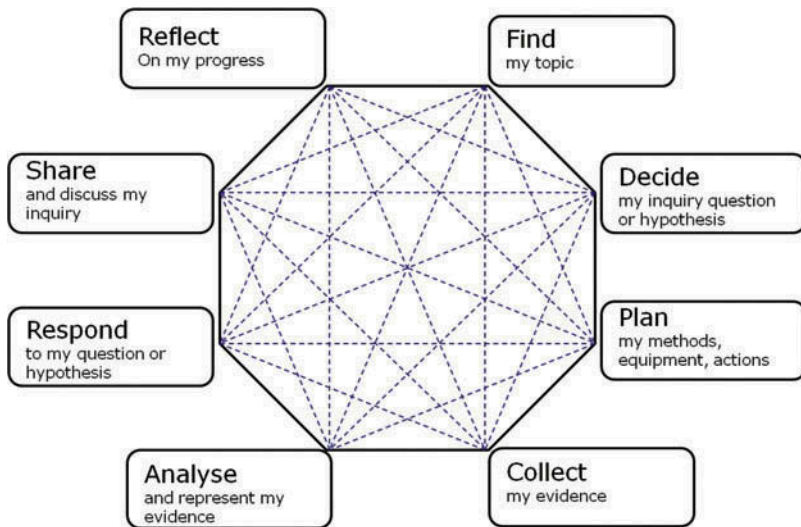 Reflect
On my progress
Find
my topic
Share
and discuss my
inquiry
Decide
my inquiry question
or hypothesis
Respond
to my question or
hypothesis
Plan
my methods,
equipment, actions
Analyse
and represent my
evidence
Collect
my evidence